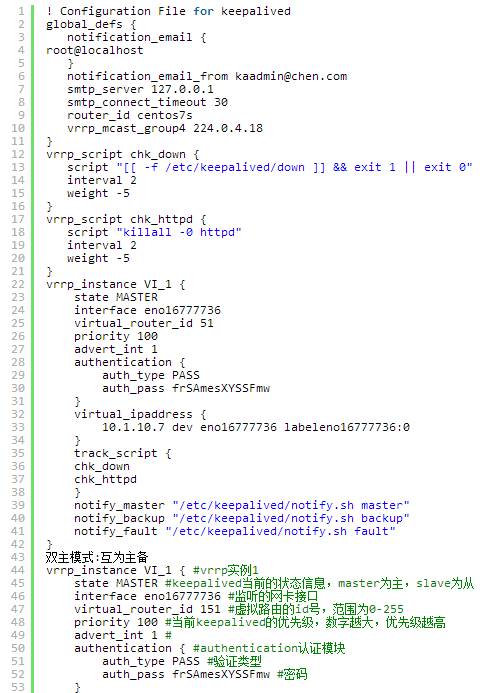 1 ! Configuration File for keepalived
2 global_defs {
3 notification_email {
4 root@localhost
5 }
6 notification_email_from kaadmin@chen.com
7 smtp_server 127.0.0.1
8 smtp_connect_timeout 30
9 router_id centos7s
10 vrrp_mcast_group4 224.0.4.18
11 }
12 vrrp_script chk_down {
13 script "[[ -f /etc/keepalived/down ]] && exit 1 || exit 0"
14 interval 2
15 weight -5
16 }
17 vrrp_script chk_httpd {
18 script "killall -0 httpd"
19 interval 2
20 weight -5
21 }
22 vrrp_instance VI_1 {
23 state MASTER
24 interface eno16777736
25 virtual_router_id 51
26 priority 100
27 advert_int 1
28 authentication {
29 auth_type PASS
30 auth_pass frSAmesXYSSFmw
31 }
32 virtual_ipaddress {
33 10.1.10.7 dev eno16777736 labeleno16777736:0
34 }
35 track_script {
36 chk_down
37 chk_httpd
38 }
39 notify_master "/etc/keepalived/notify.sh master"
40 notify_backup "/etc/keepalived/notify.sh backup"
41 notify_fault "/etc/keepalived/notify.sh fault"
42 }
43 双主模式:互为主备
44 vrrp_instance VI_1 { #vrrp实例1
45 state MASTER #keepalived当前的状态信息，master为主，slave为从
46 interface eno16777736 #监听的网卡接口
47 virtual_router_id 151 #虚拟路由的id号，范围为0-255
48 priority 100 #当前keepalived的优先级，数字越大，优先级越高
49 advert_int 1 #
50 authentication { #authentication认证模块
51 auth_type PASS #验证类型
52 auth_pass frSAmesXYSSFmw #密码
53 }